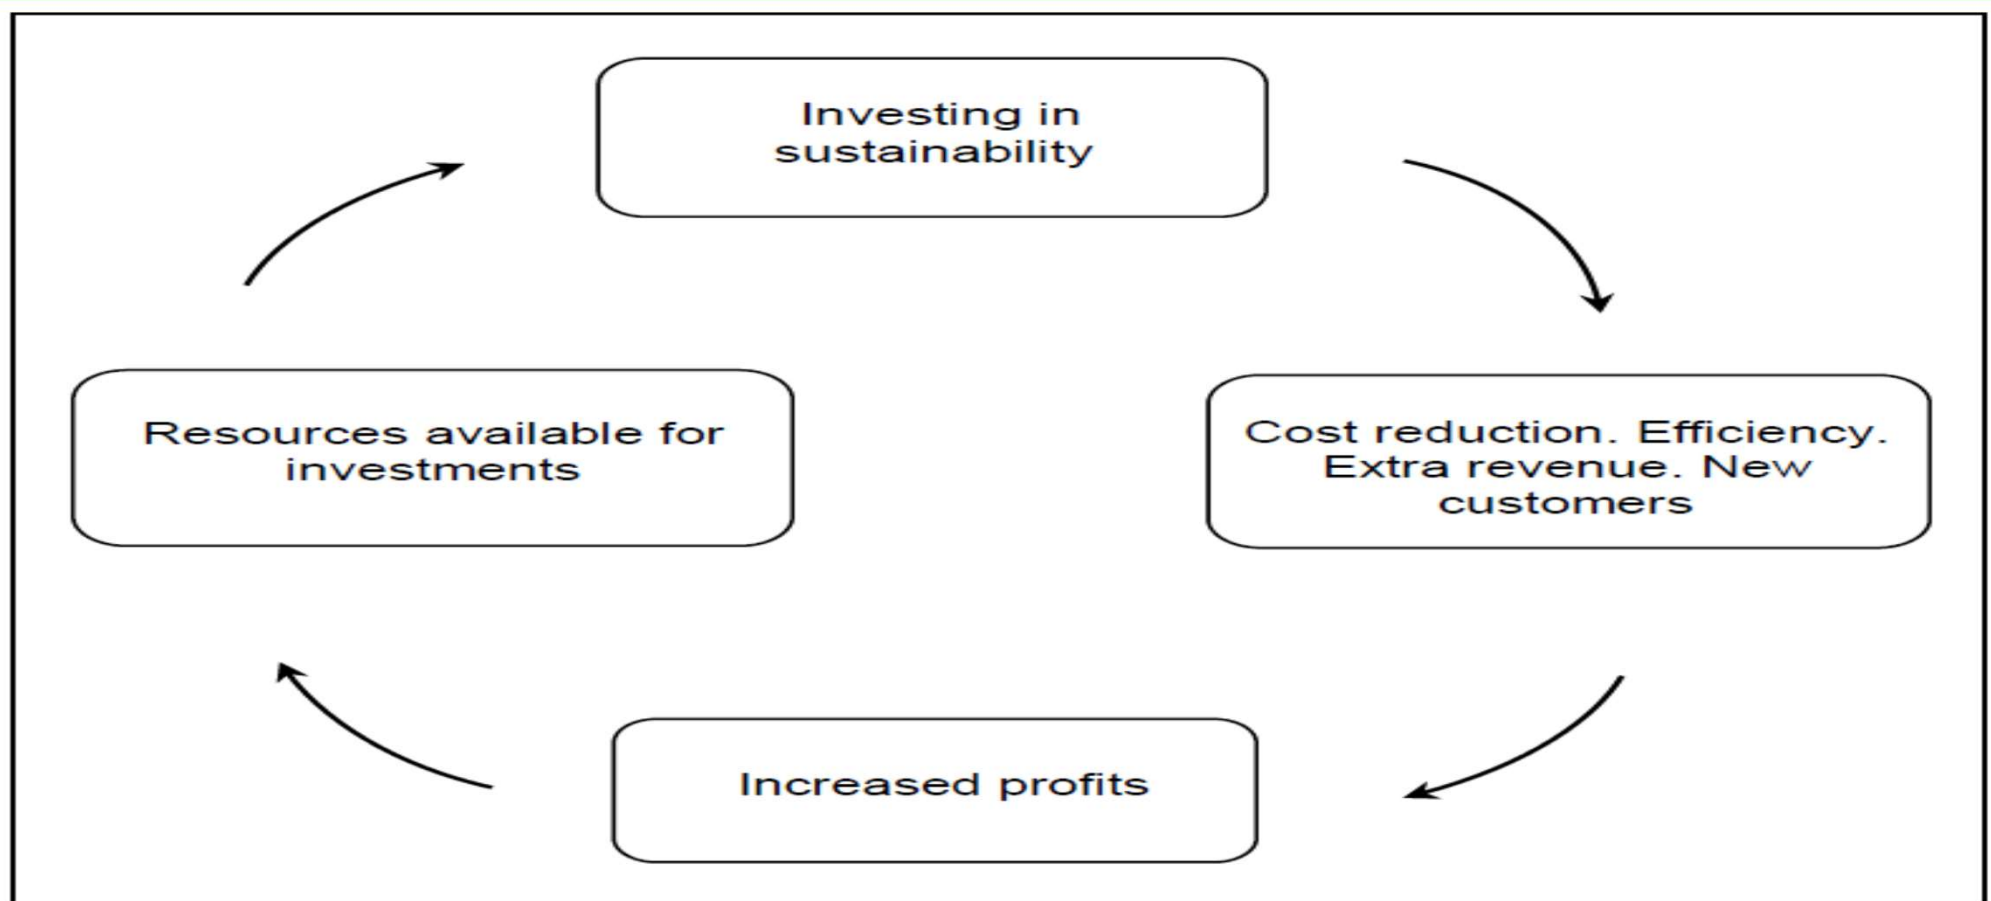 Investing in
sustainability
Resources available for
investments
Cost reduction. Efficiency.
Extra revenue. New
customers
Increased profits